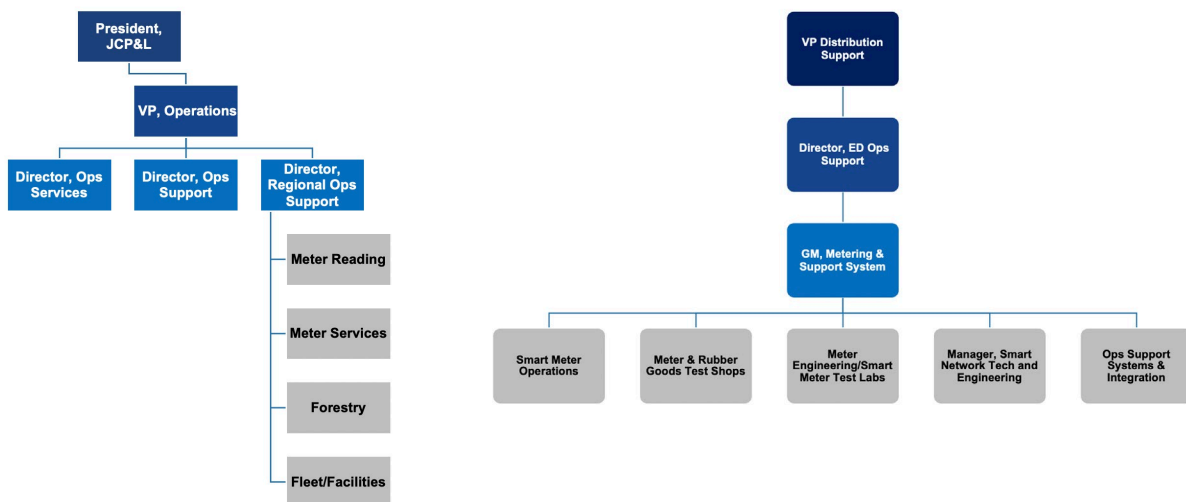 President,
JCP&L
VP, Operations
Director, Ops
Services
Director, Ops
Support
Director,
Regional Ops
Support
Meter Reading
Meter Services
Forestry
Fleet/Facilities
VP Distribution
Support
Director, ED Ops
Support
GM, Metering &
Support System
Smart Meter
Operations
Meter & Rubber
Goods Test Shops
Meter
Engineering/Smart
Meter Test Labs
Manager, Smart
Network Tech and
Engineering
Ops Support
Systems &
Integration